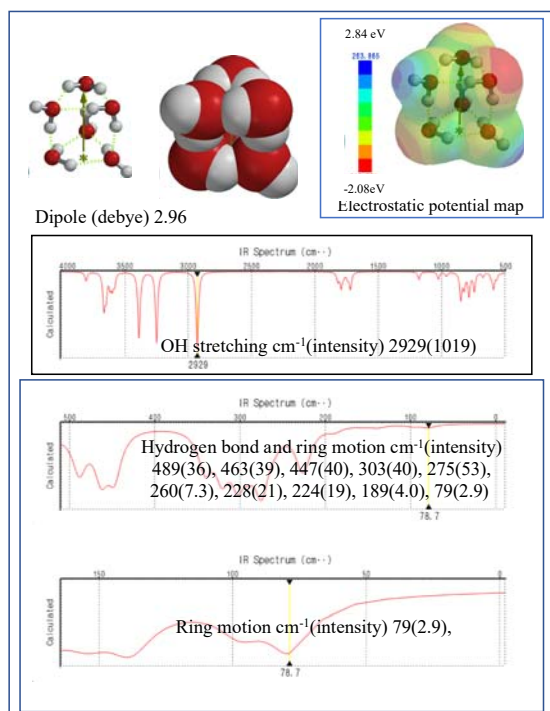 2.84 eV
263.865
-2.08eV
Electrostatic potential map
Dipole (debye) 2.96
IR Spectrum (cm-·)
4000 3500 3000 2500 2000 1500 1000 500
Calculated
OH stretching cm-1(intensity) 2929(1019)
2929
IR Spectrum (cm-·)
500 400 300 200 100 0
Calculated
Hydrogen bond and ring motion cm-1(intensity)
489(36), 463(39), 447(40), 303(40), 275(53),
260(7.3), 228(21), 224(19), 189(4.0), 79(2.9)
78.7
IR Spectrum (cm-·)
150 100 50 0
Calculated
Ring motion cm-1(intensity) 79(2.9),
78.7